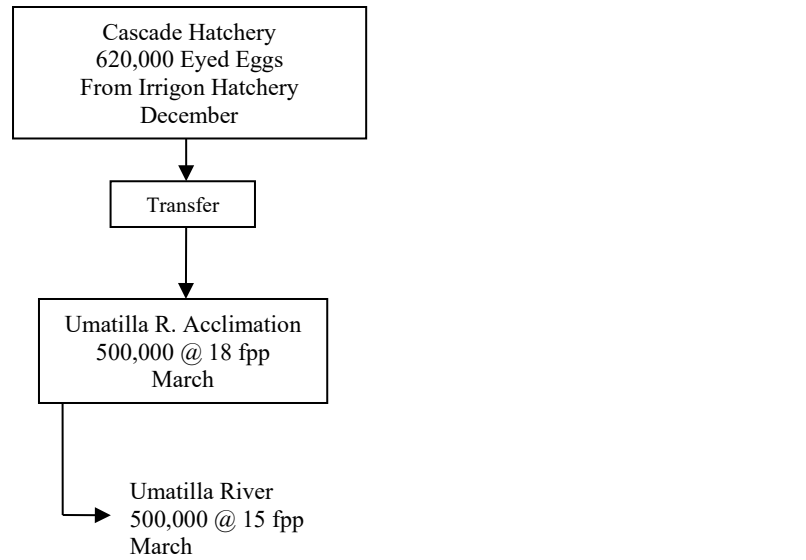 Cascade Hatchery
620,000 Eyed Eggs
From Irrigon Hatchery
December
Transfer
Umatilla R. Acclimation
500,000 @ 18 fpp
March
Umatilla River
500,000 @ 15 fpp
March